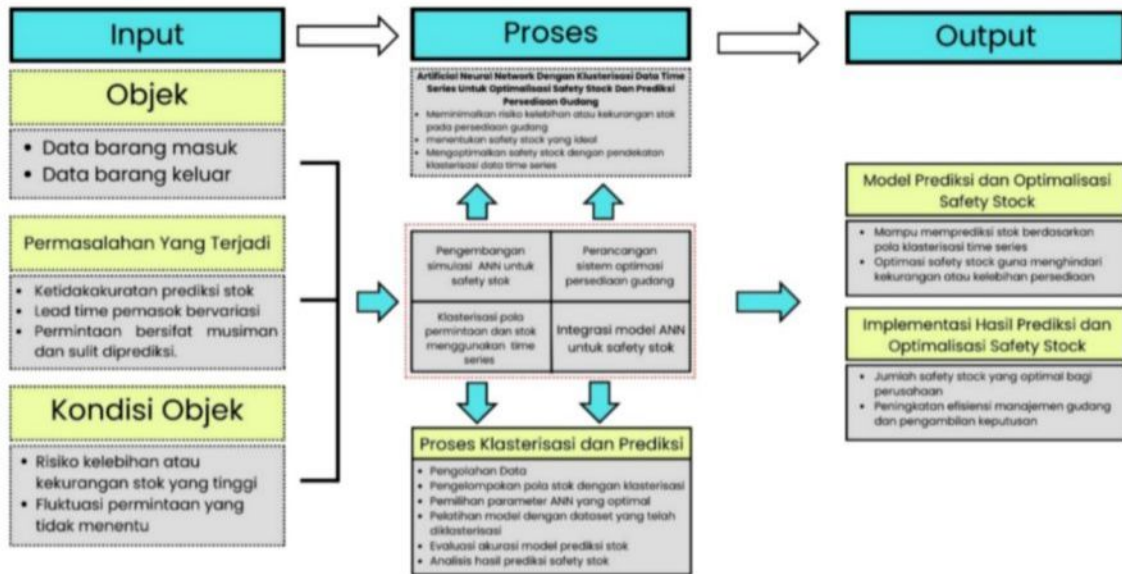 Input
Objek
Data barang masuk
Data barang keluar
Permasalahan Yang Terjadi
Ketidakakuratan prediksi stok
Lead time pemasok bervariasi
Permintaan bersifat musiman
dan sulit diprediksi.
Kondisi Objek
Risiko kelebihan atau
kekurangan stok yang tinggi
Fluktuasi permintaan yang
tidak menentu
Proses
Artificial Neural Network Dengan Klusterisasi Data Time
Series Untuk Optimalisasi Safety Stock Dan Prediksi
Persediaan Gudang
Meminimalkan risiko kelebihan atau kekurangan stok
pada persediaan gudang
menentukan safety stock yang ideal
Mengoptimalkan safety stock dengan pendekatan
klasterisasi data time series
Pengembangan
simulasi ANN untuk
safety stok
Perancangan
sistem optimasi
persediaan gudang
Klasterisasi pola
permintaan dan stok
menggunakan time
series
Integrasi model ANN
untuk safety stok
Proses Klasterisasi dan Prediksi
Pengolahan Data
Pengelompokan pola stok dengan klasterisasi
Pemilihan parameter ANN yang optimal
Pelatihan model dengan dataset yang telah
diklasterisasi
Evaluasi akurasi model prediksi stok
Analisis hasil prediksi safety stok
Output
Model Prediksi dan Optimalisasi
Safety Stock
Mampu memprediksi stok berdasarkan
pola klasterisasi time series
Optimasi safety stock guna menghindari
kekurangan atau kelebihan persediaan
Implementasi Hasil Prediksi dan
Optimalisasi Safety Stock
Jumlah safety stock yang optimal bagi
perusahaan
Peningkatan efisiensi manajemen gudang
dan pengambilan keputusan